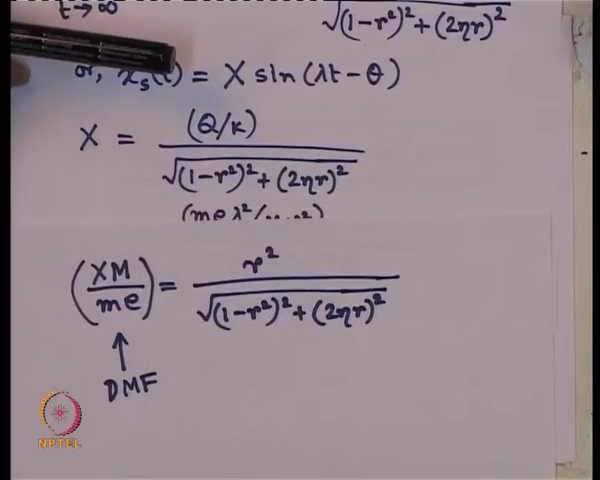 t → ∞
√(1-r²)² + (2ηr)²
or, xₛ(t) = X sin (λt - θ)
X = (Q/K) / √(1-r²)² + (2ηr)²
(m e λ²/
(XM/me) = r² / √(1-r²)² + (2ηr)²
↑
DMF
NPTEL